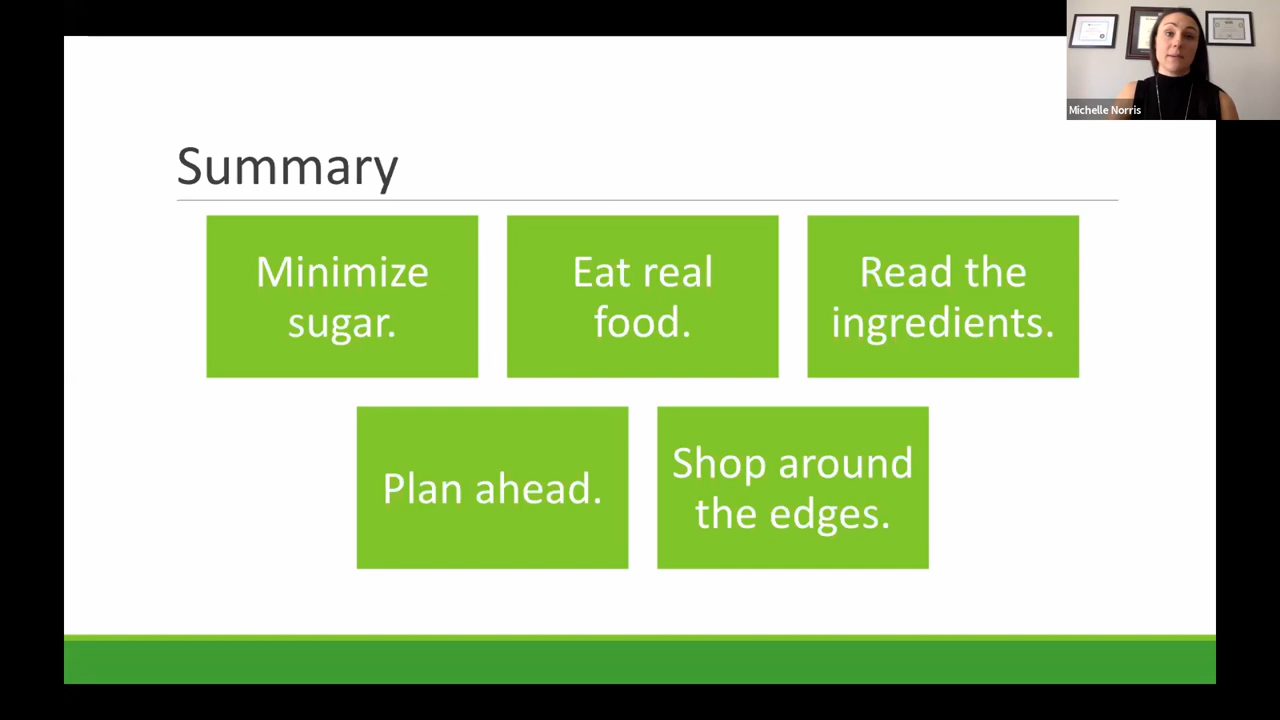 Michelle Norris
Summary
Minimize
sugar.
Eat real
food.
Read the
ingredients.
Plan ahead.
Shop around
the edges.